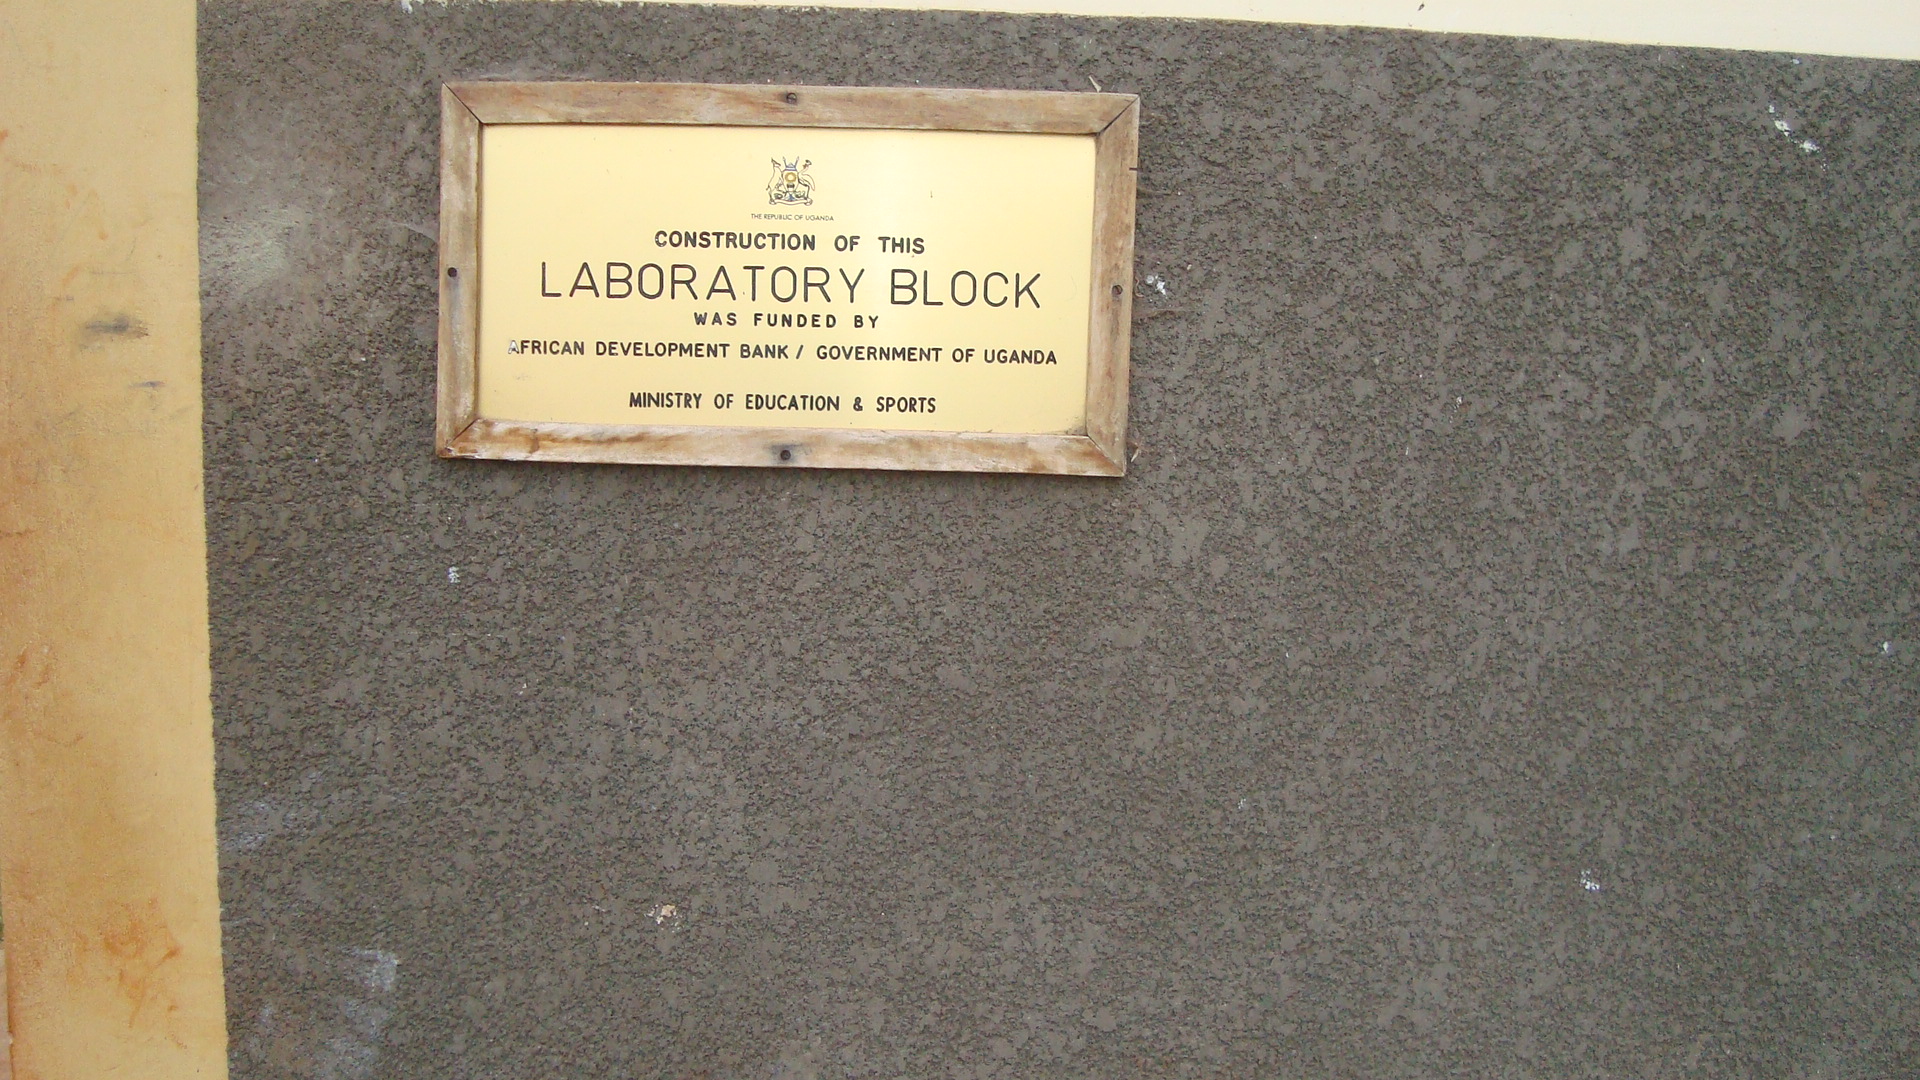 THE REPUBLIC OF UGANDA
CONSTRUCTION OF THIS
LABORATORY BLOCK
WAS FUNDED BY
AFRICAN DEVELOPMENT BANK / GOVERNMENT OF UGANDA
MINISTRY OF EDUCATION & SPORTS